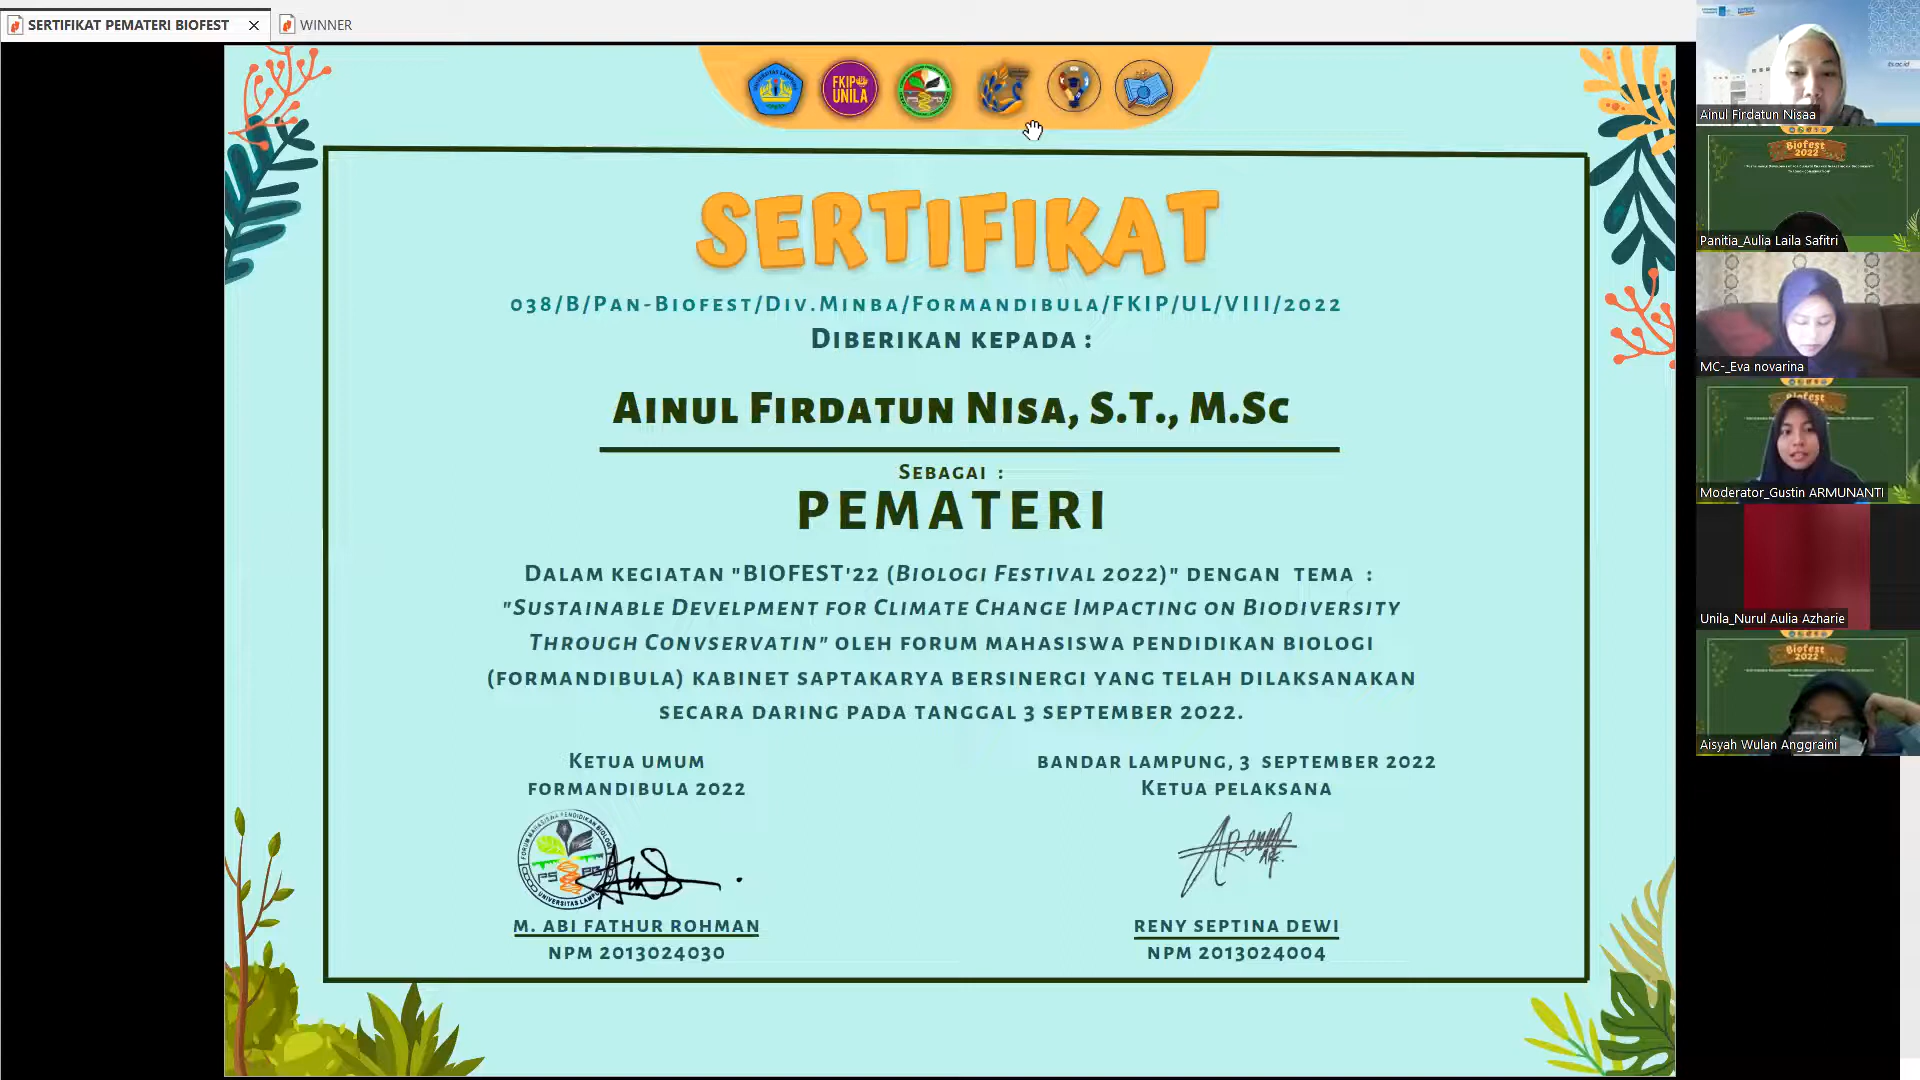 SERTIFIKAT PEMATERI BIOFEST
WINNER
FKIP
UNILA
SERTIFIKAT
038/B/Pan-Biofest/Div.Minba/Formandibula/FKIP/UL/VIII/2022
Diberikan kepada :
Ainul Firdatun Nisa, S.T., M.Sc
Sebagai :
PEMATERI
Dalam kegiatan "BIOFEST'22 (Biologi Festival 2022)" dengan tema :
"Sustainable Develpment for Climate Change Impacting on Biodiversity
Through Convservatin" oleh Forum Mahasiswa Pendidikan Biologi
(FORMANDIBULA) Kabinet Saptakarya Bersinergi yang telah dilaksanakan
secara daring pada tanggal 3 September 2022.
Ketua Umum
FORMANDIBULA 2022
M. ABI FATHUR ROHMAN
NPM 2013024030
BANDAR LAMPUNG, 3 SEPTEMBER 2022
Ketua Pelaksana
RENY SEPTINA DEWI
NPM 2013024004
Ainul Firdatun Nisaa
Biofest
2022
Panitia_Aulia Laila Safitri
MC-_Eva novarina
Biofest
Moderator_Gustin ARMUNANTI
Unila_Nurul Aulia Azharie
Biofest
2022
Aisyah Wulan Anggraini